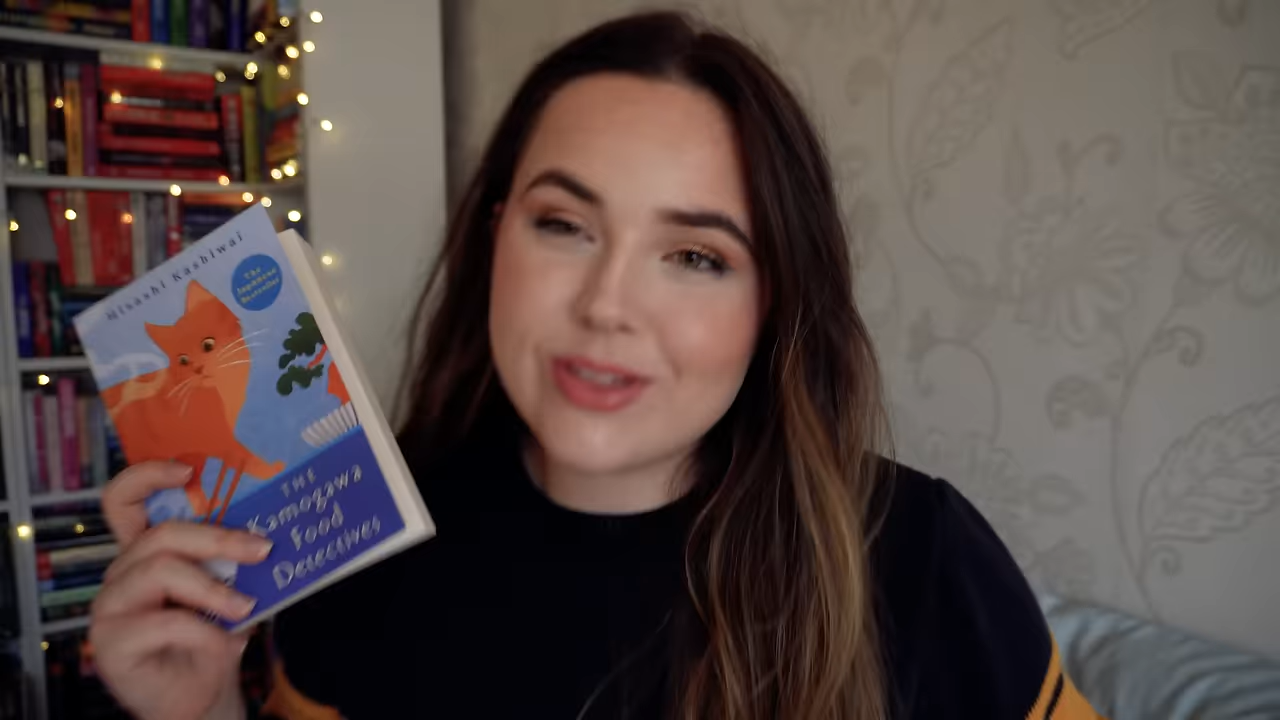 Hisashi Kashiwai
The
Japanese
Bestseller
THE
Kamogawa
Food
Detectives